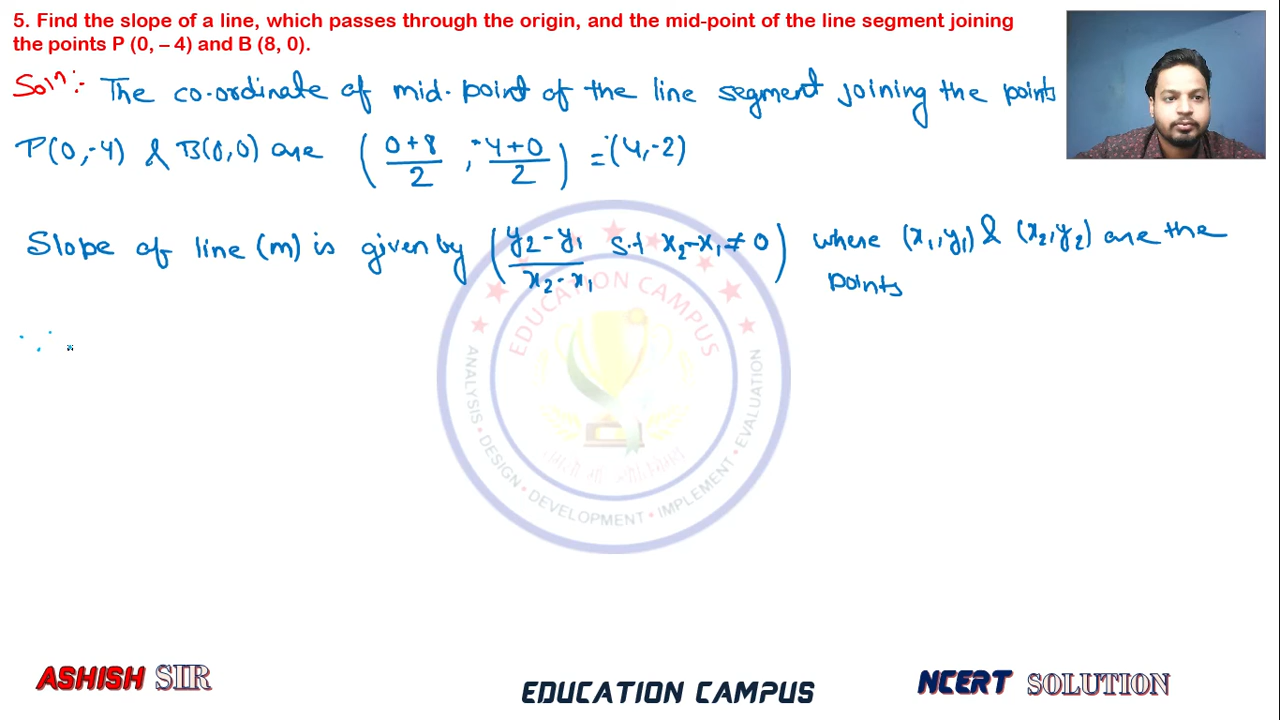 5. Find the slope of a line, which passes through the origin, and the mid-point of the line segment joining
the points P (0, – 4) and B (8, 0).
Soln:- The co-ordinate of mid-point of the line segment joining the points
P(0,-4) & B(8,0) are (0+8/2 , -4+0/2) = (4,-2)
Slope of line (m) is given by (y2-y1/x2-x1 s.t x2-x1≠0) where (x1,y1) & (x2,y2) are the
points
∵
EDUCATION CAMPUS
ANALYSIS • DESIGN • DEVELOPMENT • IMPLEMENT • EVALUATION
ASHISH SIR
EDUCATION CAMPUS
NCERT SOLUTION